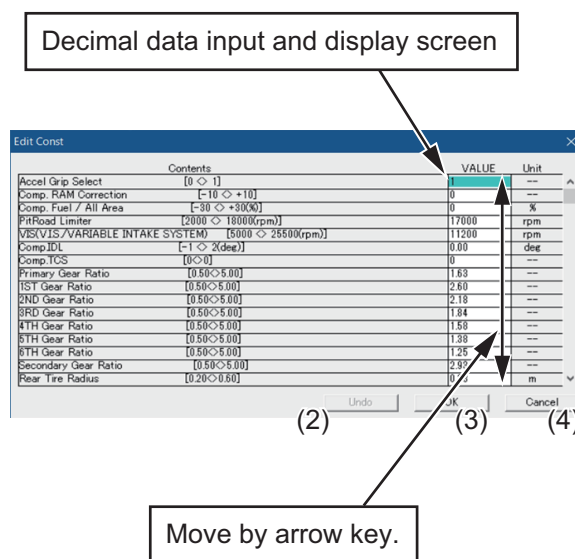 Decimal data input and display screen
Edit Const ×
Contents VALUE Unit
Accel Grip Select [0 ◇ 1] 1 --
Comp. RAM Correction [-10 ◇ +10] 0 --
Comp. Fuel / All Area [-30 ◇ +30(%)] 0 %
PitRoad Limiter [2000 ◇ 18000(rpm)] 17000 rpm
VIS(VIS./VARIABLE INTAKE SYSTEM) [5000 ◇ 25500(rpm)] 11200 rpm
Comp.IDL [-1 ◇ 2(deg)] 0.00 deg
Comp.TCS [0◇0] 0 --
Primary Gear Ratio [0.50◇5.00] 1.63 --
1ST Gear Ratio [0.50◇5.00] 2.60 --
2ND Gear Ratio [0.50◇5.00] 2.18 --
3RD Gear Ratio [0.50◇5.00] 1.84 --
4TH Gear Ratio [0.50◇5.00] 1.58 --
5TH Gear Ratio [0.50◇5.00] 1.38 --
6TH Gear Ratio [0.50◇5.00] 1.25 --
Secondary Gear Ratio [0.50◇5.00] --
Rear Tire Radius [0.20◇0.60] m
Undo OK Cancel
(2) (3) (4)
Move by arrow key.